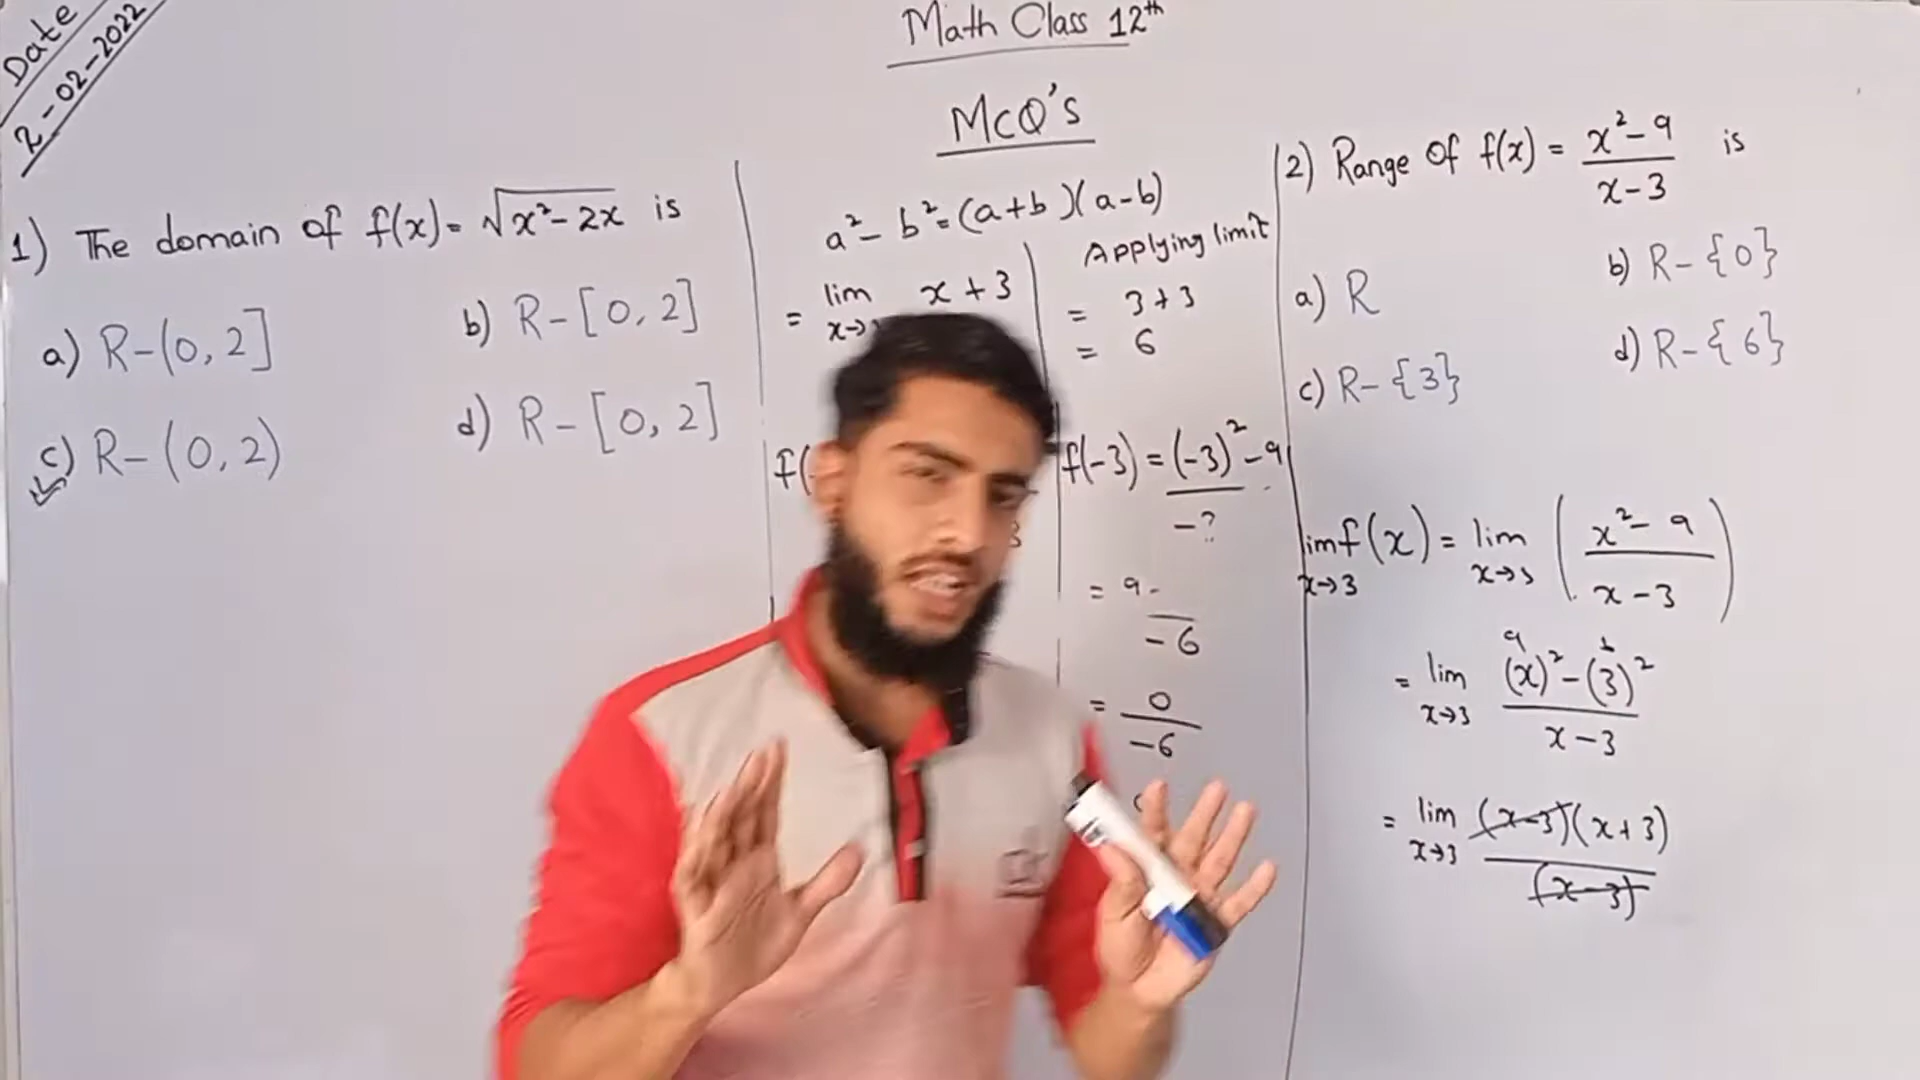 Date
2-02-2022
Math Class 12th
MCQ's
1) The domain of f(x)= √x²-2x is
a) R-(0, 2]
b) R-[0, 2]
c) R-(0, 2)
d) R-[0, 2]
a²- b²=(a+b)(a-b)
= lim x+3
x→
Applying limit
= 3+3
= 6
f(
3
f(-3) = (-3)²-9
-?
= 9-
-6
= 0
-6
2) Range of f(x) = x²-9 is
x-3
a) R
b) R-{0}
c) R-{3}
d) R-{6}
lim f(x) = lim ( x²-9 )
x→3 x→3 x-3
a b
= lim (x)²-(3)²
x→3 x-3
= lim (x-3)(x+3)
x→3 (x-3)